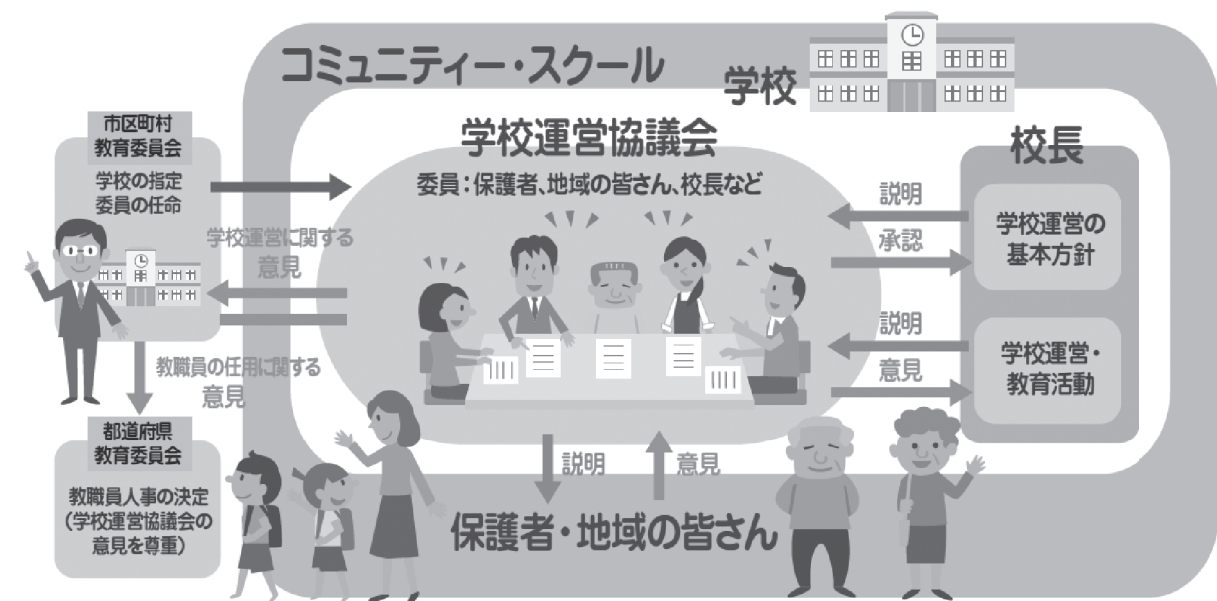 コミュニティー・スクール
学校
市区町村
教育委員会
学校の指定
委員の任命
学校運営協議会
委員：保護者、地域の皆さん、校長など
校長
説明
承認
学校運営の
基本方針
説明
意見
学校運営・
教育活動
学校運営に関する
意見
教職員の任用に関する
意見
都道府県
教育委員会
教職員人事の決定
（学校運営協議会の
意見を尊重）
説明
意見
保護者・地域の皆さん